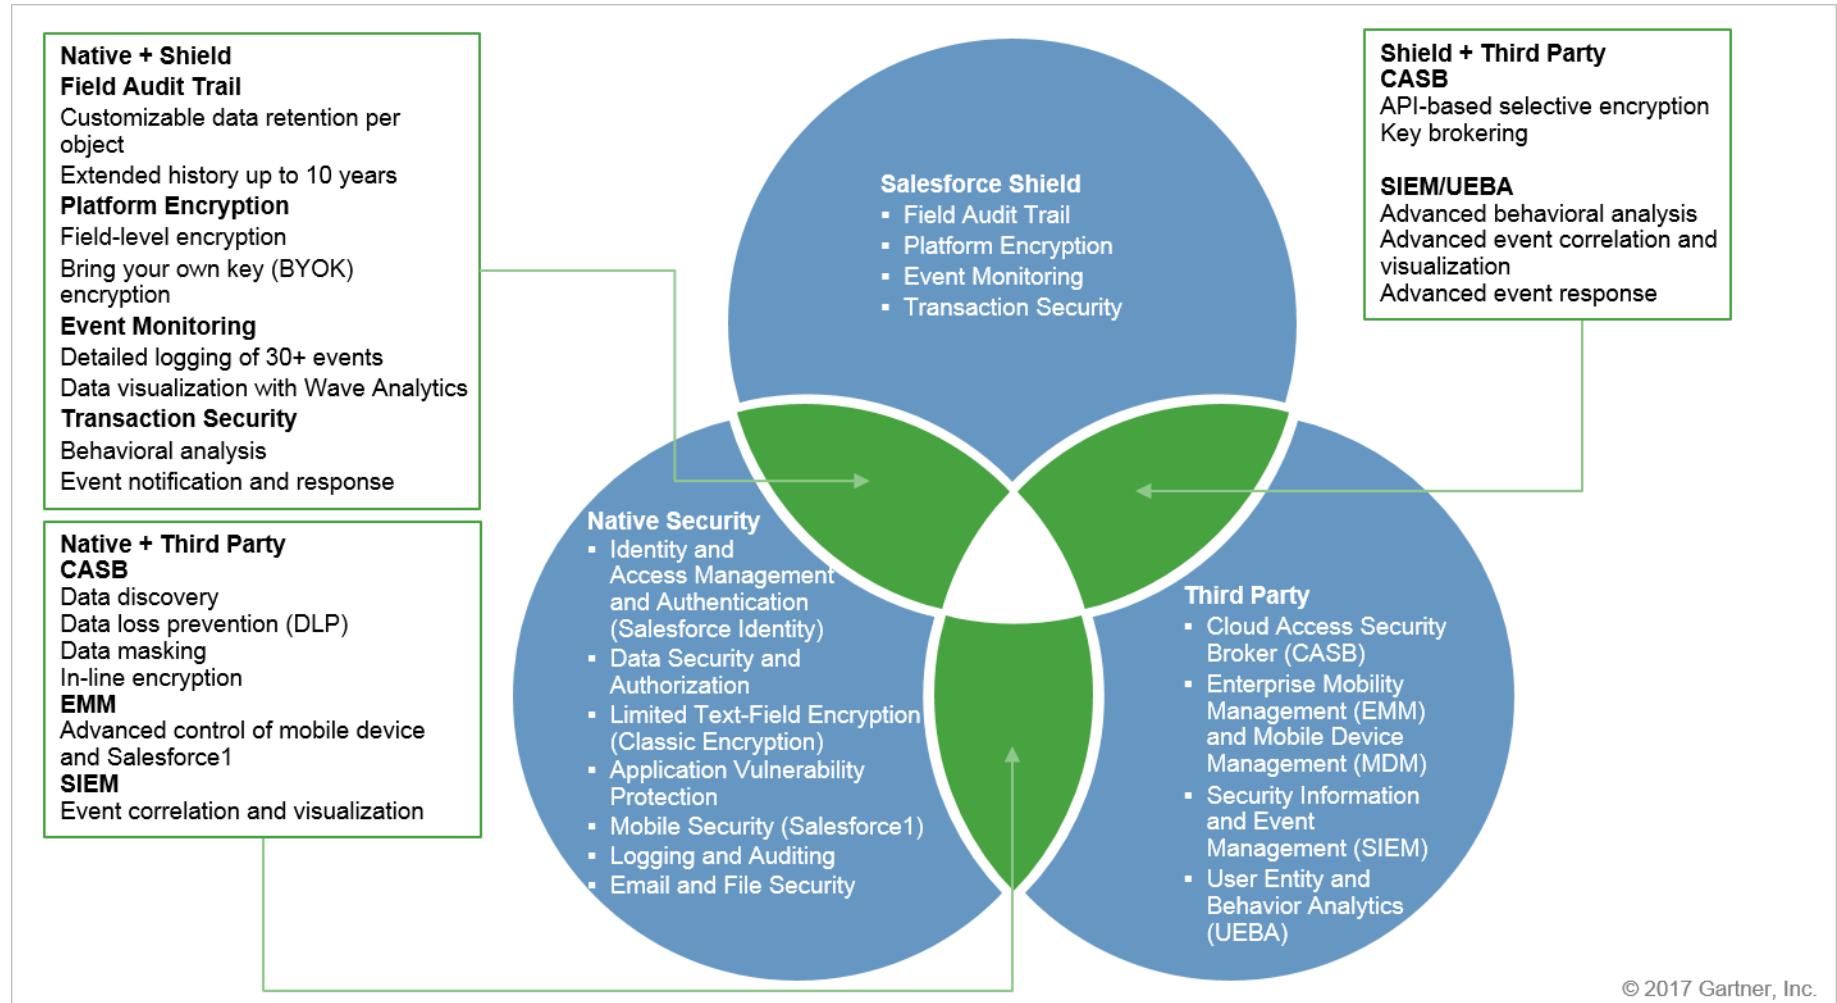 Native + Shield
Field Audit Trail
Customizable data retention per
object
Extended history up to 10 years
Platform Encryption
Field-level encryption
Bring your own key (BYOK)
encryption
Event Monitoring
Detailed logging of 30+ events
Data visualization with Wave Analytics
Transaction Security
Behavioral analysis
Event notification and response
Native + Third Party
CASB
Data discovery
Data loss prevention (DLP)
Data masking
In-line encryption
EMM
Advanced control of mobile device
and Salesforce1
SIEM
Event correlation and visualization
Salesforce Shield
▪ Field Audit Trail
▪ Platform Encryption
▪ Event Monitoring
▪ Transaction Security
Shield + Third Party
CASB
API-based selective encryption
Key brokering
SIEM/UEBA
Advanced behavioral analysis
Advanced event correlation and
visualization
Advanced event response
Native Security
▪ Identity and
Access Management
and Authentication
(Salesforce Identity)
▪ Data Security and
Authorization
▪ Limited Text-Field Encryption
(Classic Encryption)
▪ Application Vulnerability
Protection
▪ Mobile Security (Salesforce1)
▪ Logging and Auditing
▪ Email and File Security
Third Party
▪ Cloud Access Security
Broker (CASB)
▪ Enterprise Mobility
Management (EMM)
and Mobile Device
Management (MDM)
▪ Security Information
and Event
Management (SIEM)
▪ User Entity and
Behavior Analytics
(UEBA)
© 2017 Gartner, Inc.